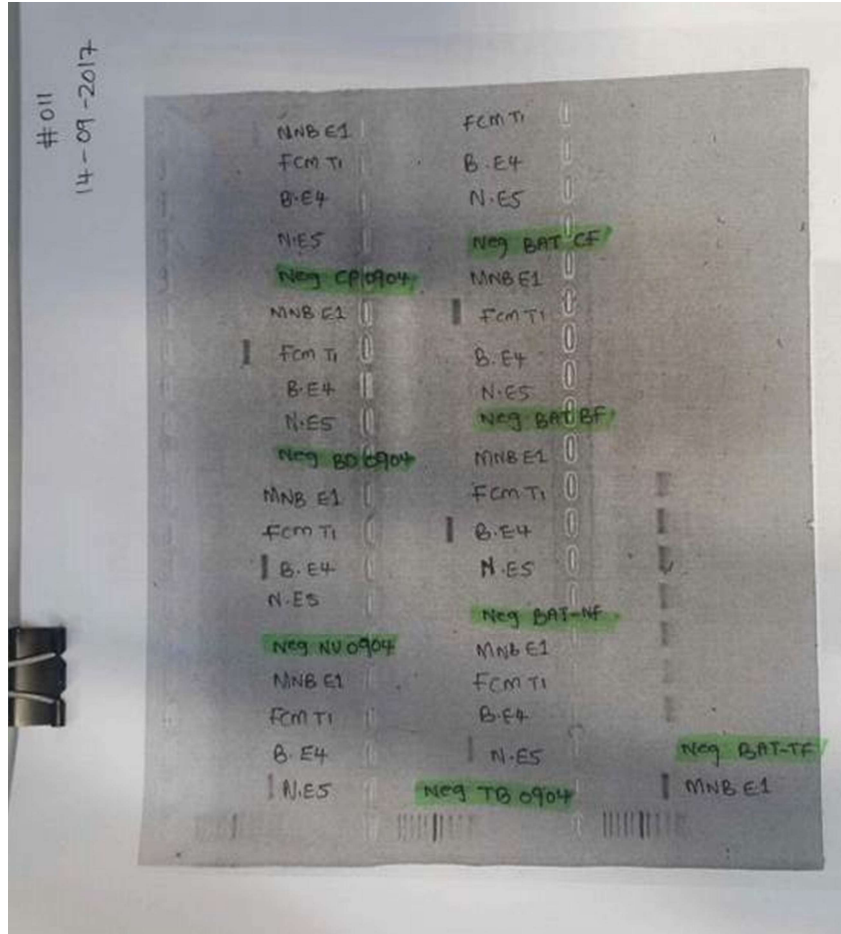 #011
14-09-2017
MNB E1
FCM T1
B.E4
N.E5
Neg CP 0904
MNB E1
FCM T1
B.E4
N.E5
Neg BD 0904
MNB E1
FCM T1
B.E4
N.E5
Neg NV 0904
MNB E1
FCM T1
B.E4
N.E5
Neg TB 0904
FCM T1
B.E4
N.E5
Neg BAT CF
MNB E1
FCM T1
B.E4
N.E5
Neg BAT BF
MNB E1
FCM T1
B.E4
N.E5
Neg BAT-NF
MNB E1
FCM T1
B.E4
N.E5
Neg BAT-TF
MNB E1